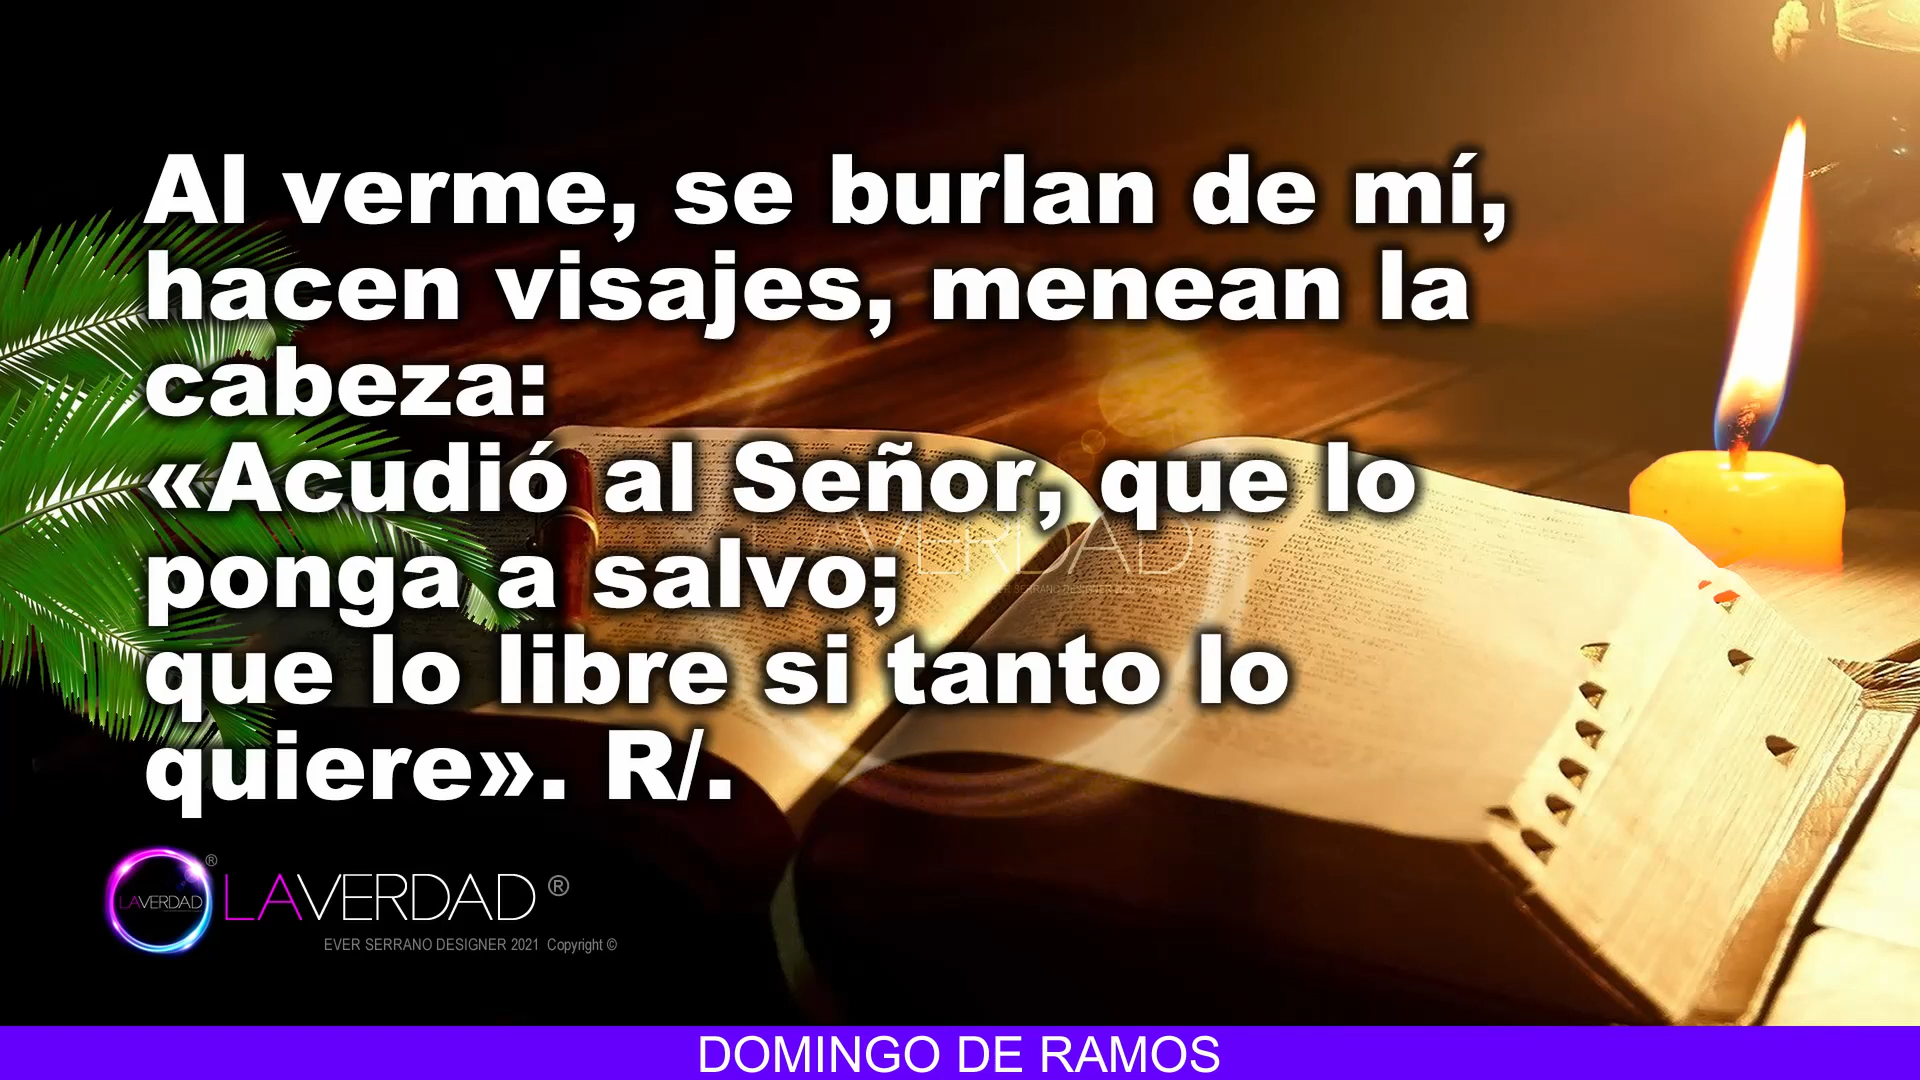 Al verme, se burlan de mí,
hacen visajes, menean la
cabeza:
«Acudió al Señor, que lo
ponga a salvo;
que lo libre si tanto lo
quiere». R/.
VERDAD
LAVERDAD ®
LAVERDAD ®
EVER SERRANO DESIGNER 2021 Copyright ©
DOMINGO DE RAMOS